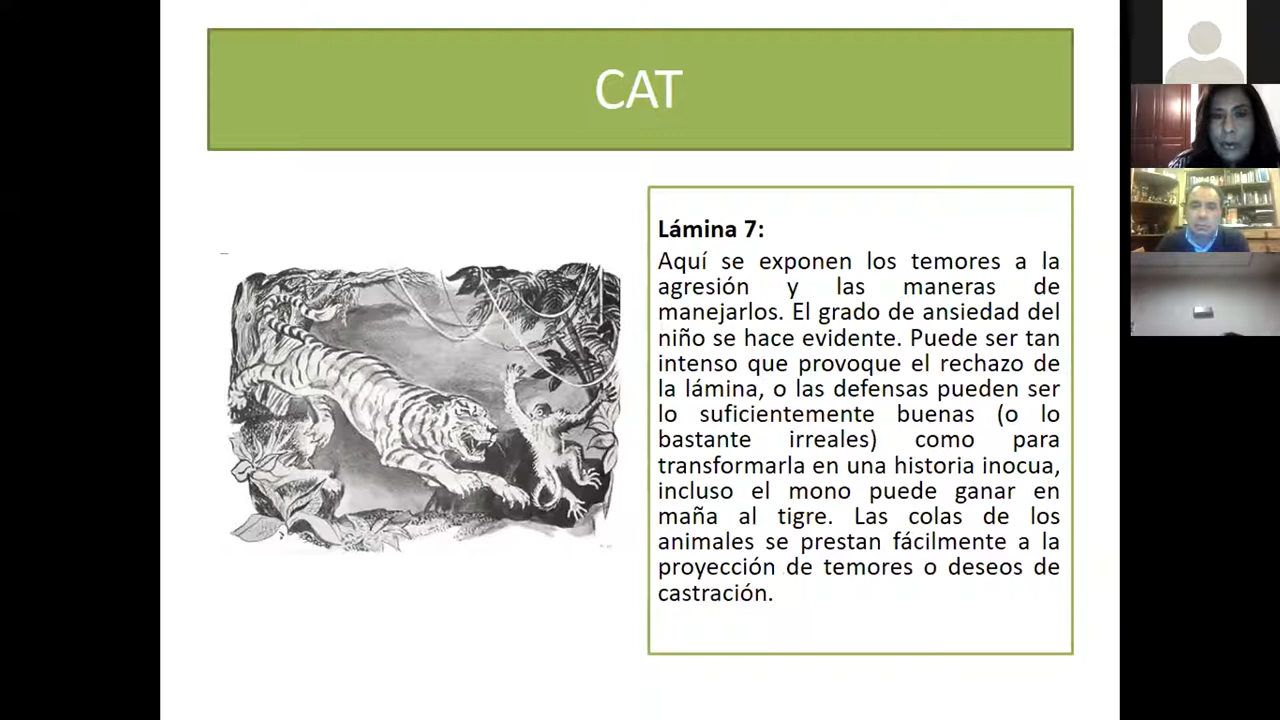 CAT
Lámina 7:
Aquí se exponen los temores a la
agresión y las maneras de
manejarlos. El grado de ansiedad del
niño se hace evidente. Puede ser tan
intenso que provoque el rechazo de
la lámina, o las defensas pueden ser
lo suficientemente buenas (o lo
bastante irreales) como para
transformarla en una historia inocua,
incluso el mono puede ganar en
maña al tigre. Las colas de los
animales se prestan fácilmente a la
proyección de temores o deseos de
castración.